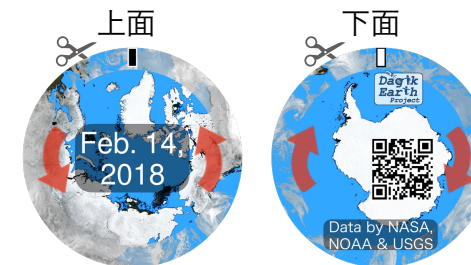 上面
下面
Feb. 14,
2018
Dagik
Earth
Project
Data by NASA,
NOAA & USGS